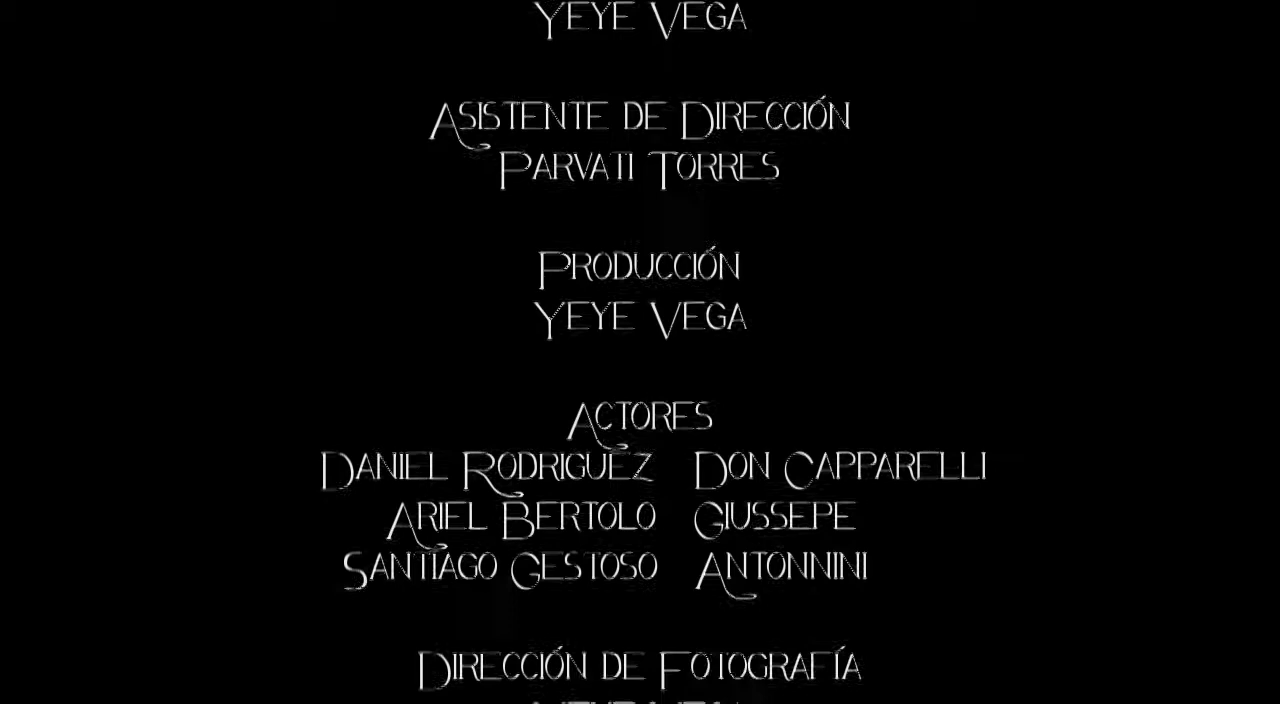 Yeye Vega
Asistente de Dirección
Parvati Torres
Producción
Yeye Vega
Actores
Daniel Rodriguez Don Capparelli
Ariel Bertolo Giussepe
Santiago Gestoso Antonnini
Dirección de Fotografía